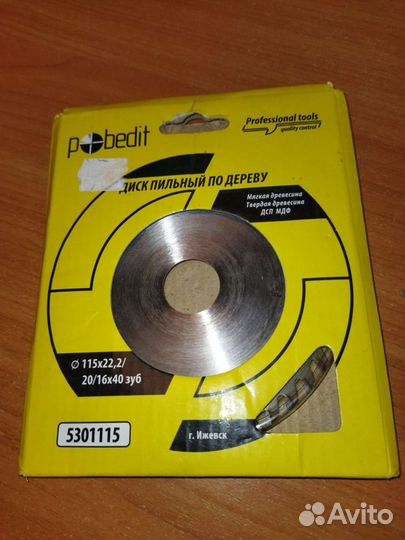 pobedit
Professional tools
quality control
ДИСК ПИЛЬНЫЙ ПО ДЕРЕВУ
Мягкая древесина
Твердая древесина
ДСП МДФ
Ø 115х22,2/
20/16х40 зуб
5301115
г. Ижевск
Avito